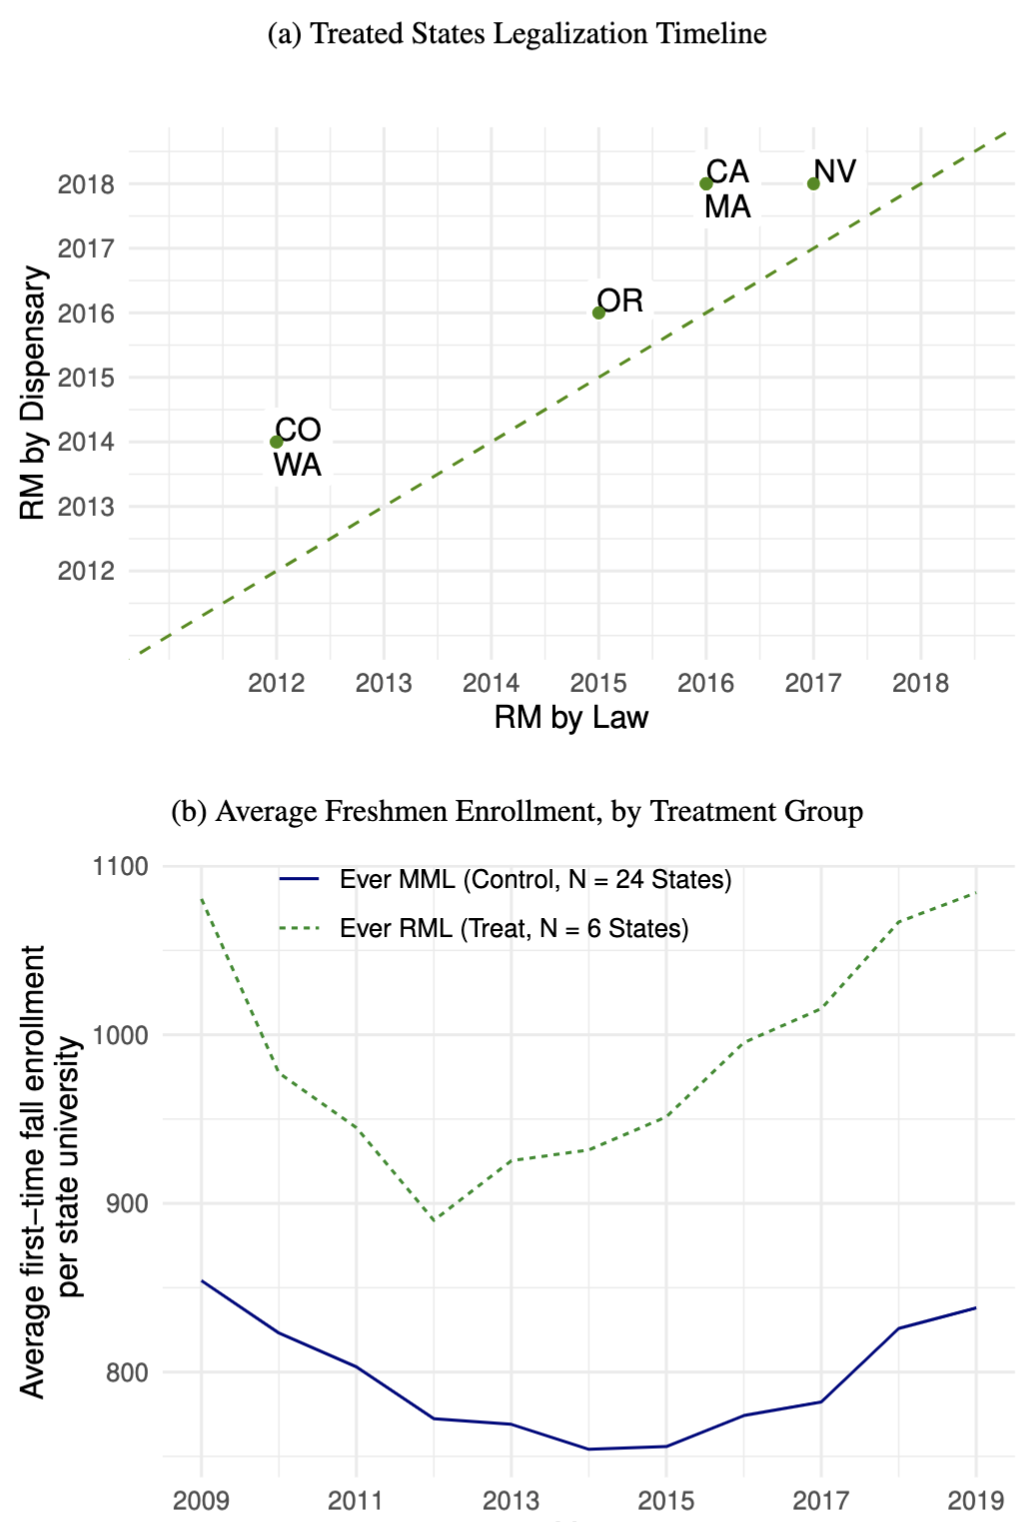 (a) Treated States Legalization Timeline
RM by Dispensary
2018
2017
2016
2015
2014
2013
2012
CA
MA
NV
OR
CO
WA
2012 2013 2014 2015 2016 2017 2018
RM by Law
(b) Average Freshmen Enrollment, by Treatment Group
Average first–time fall enrollment
per state university
1100
1000
900
800
Ever MML (Control, N = 24 States)
Ever RML (Treat, N = 6 States)
2009 2011 2013 2015 2017 2019